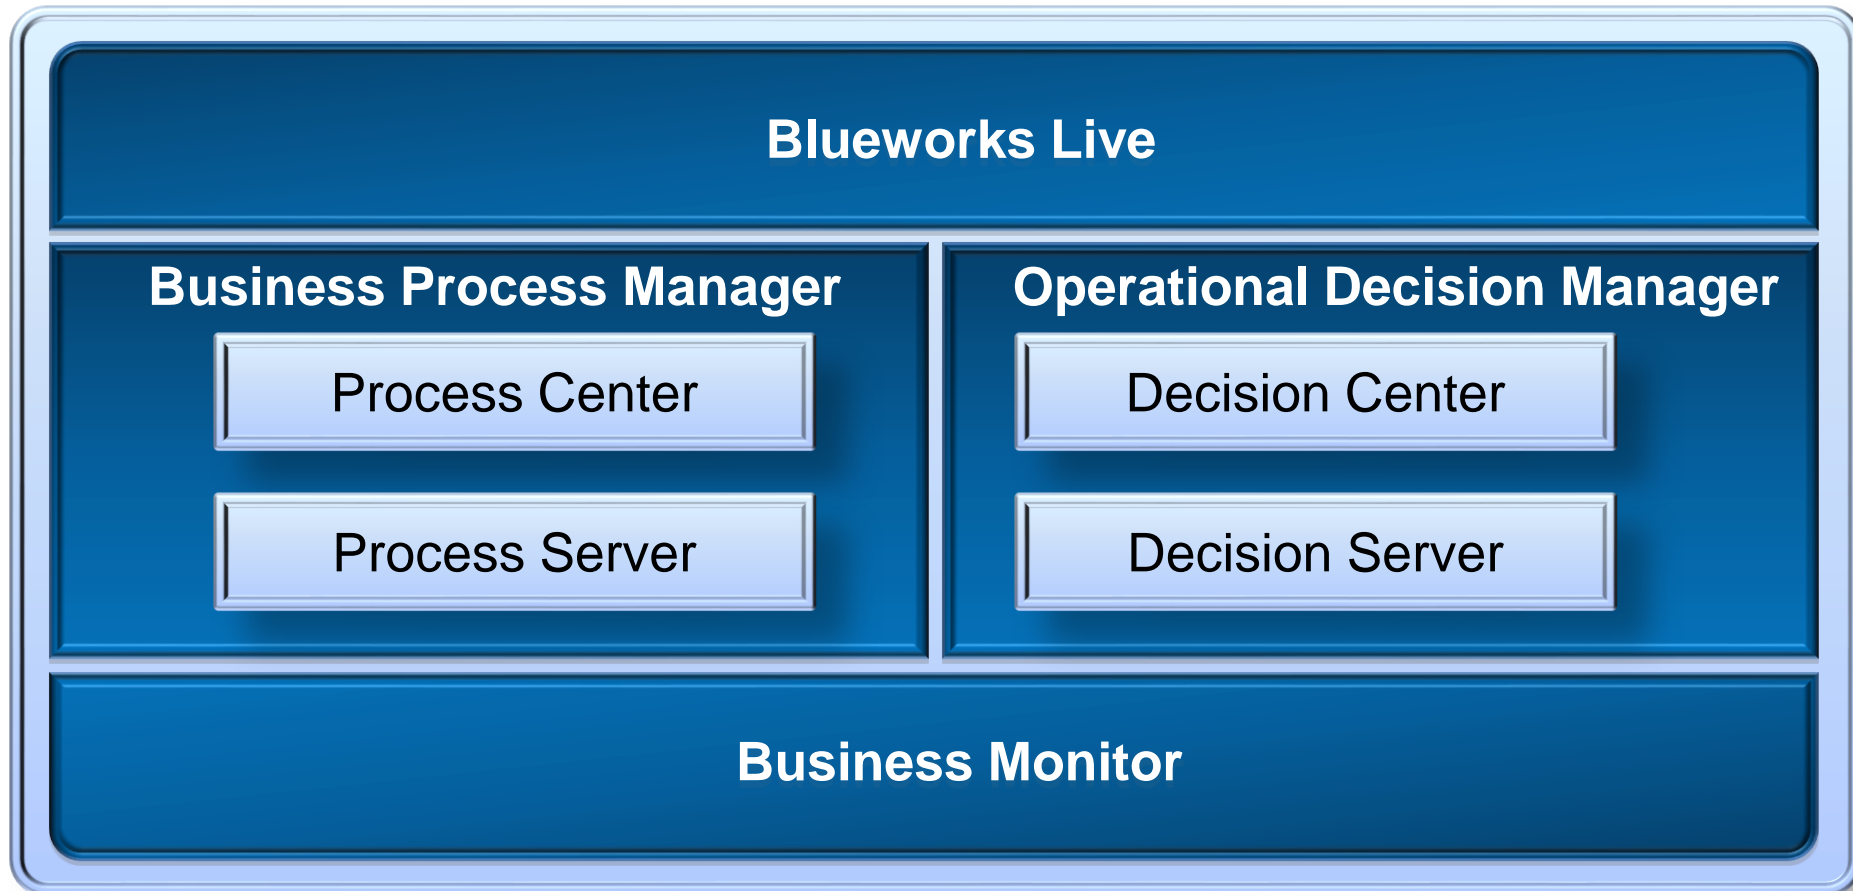 Blueworks Live
Business Process Manager
Process Center
Process Server
Operational Decision Manager
Decision Center
Decision Server
Business Monitor